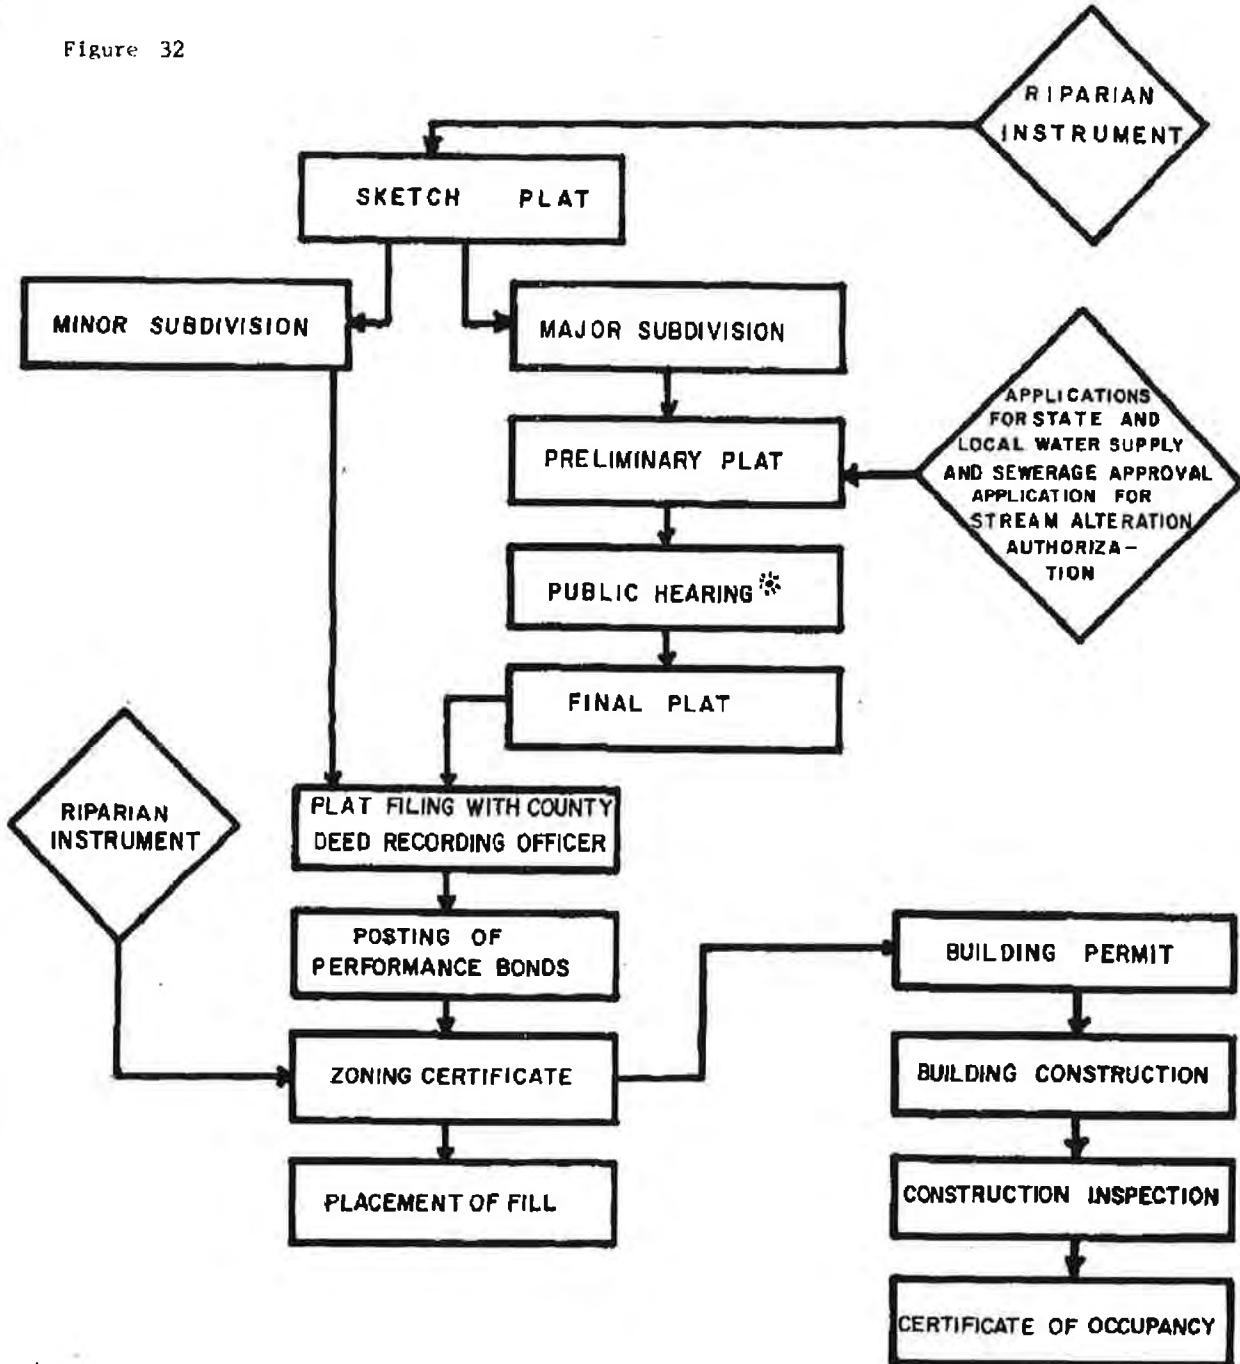 Figure 32
RIPARIAN
INSTRUMENT
SKETCH PLAT
MINOR SUBDIVISION
MAJOR SUBDIVISION
APPLICATIONS
FOR STATE AND
LOCAL WATER SUPPLY
AND SEWERAGE APPROVAL
APPLICATION FOR
STREAM ALTERATION
AUTHORIZA-
TION
PRELIMINARY PLAT
PUBLIC HEARING*
FINAL PLAT
RIPARIAN
INSTRUMENT
PLAT FILING WITH COUNTY
DEED RECORDING OFFICER
POSTING OF
PERFORMANCE BONDS
ZONING CERTIFICATE
PLACEMENT OF FILL
BUILDING PERMIT
BUILDING CONSTRUCTION
CONSTRUCTION INSPECTION
CERTIFICATE OF OCCUPANCY